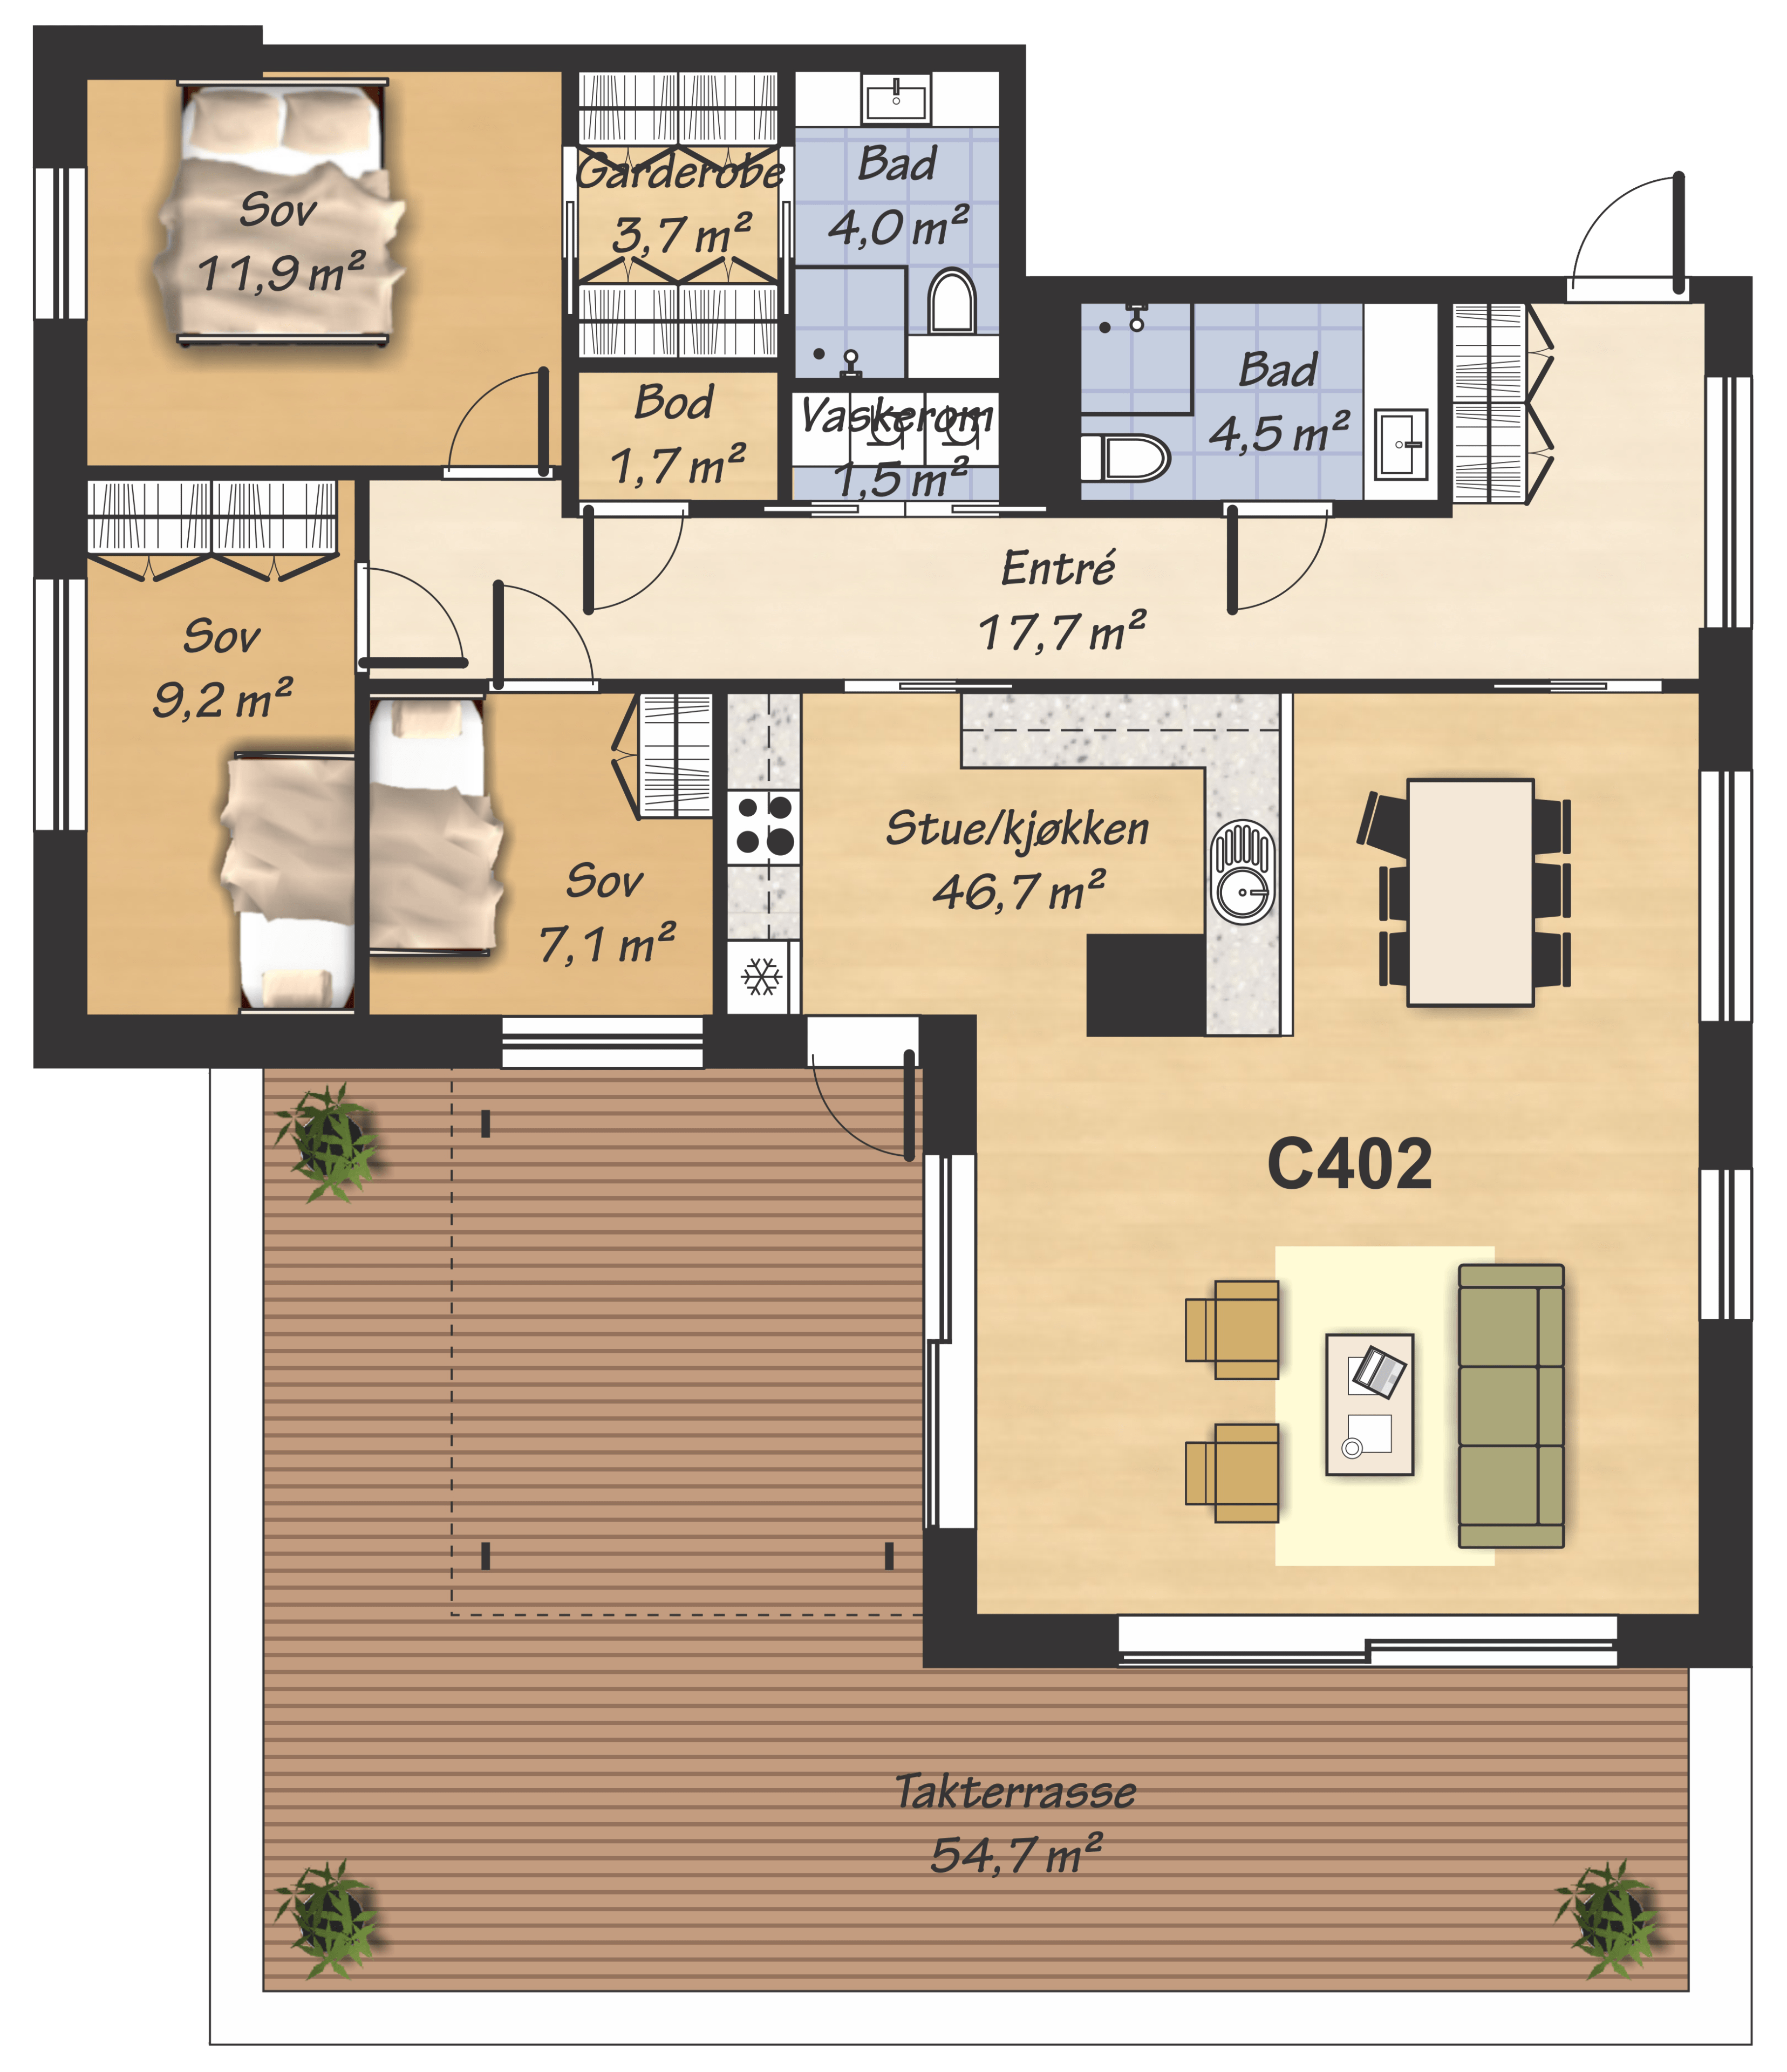 Sov
11,9 m²
Garderobe
3,7 m²
Bad
4,0 m²
Bod
1,7 m²
Vaskerom
1,5 m²
Bad
4,5 m²
Entré
17,7 m²
Sov
9,2 m²
Sov
7,1 m²
Stue/kjøkken
46,7 m²
C402
Takterrasse
54,7 m²